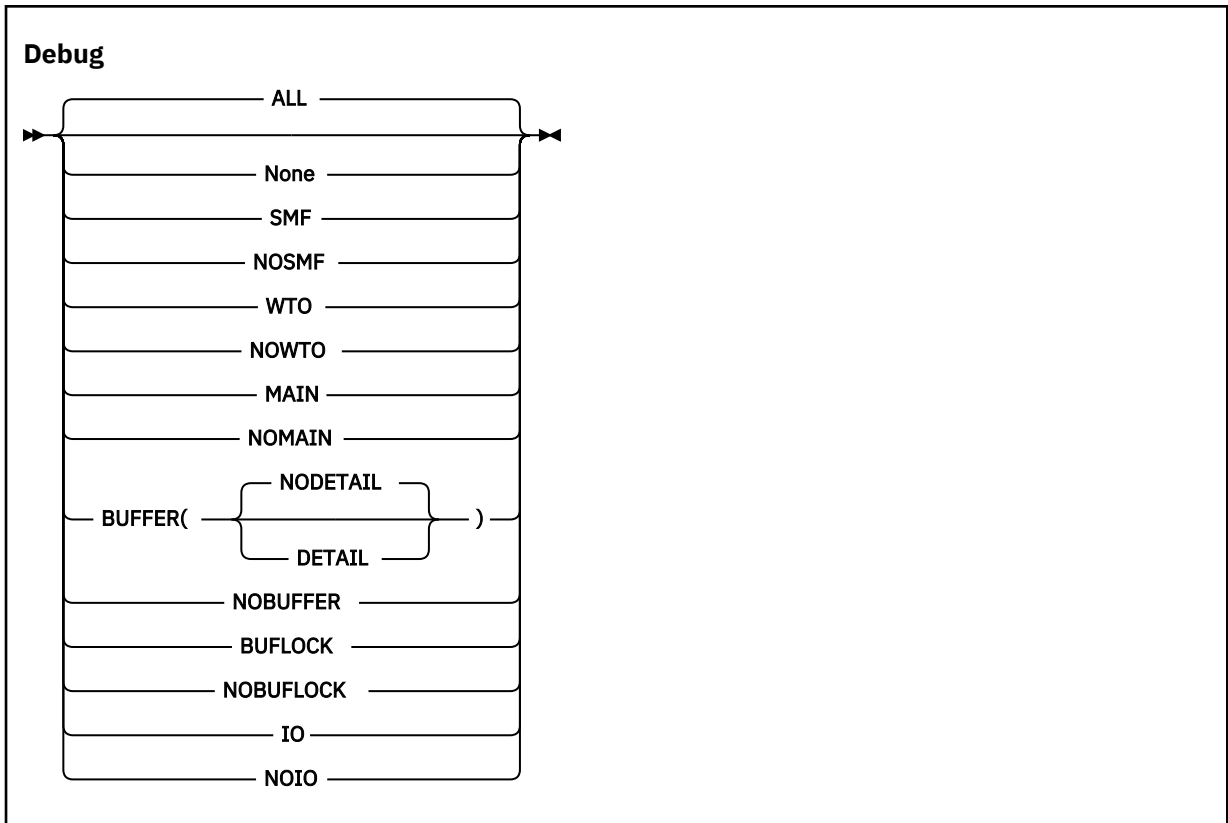 Debug
ALL
None
SMF
NOSMF
WTO
NOWTO
MAIN
NOMAIN
NODETAIL
BUFFER( )
DETAIL
NOBUFFER
BUFLOCK
NOBUFLOCK
IO
NOIO